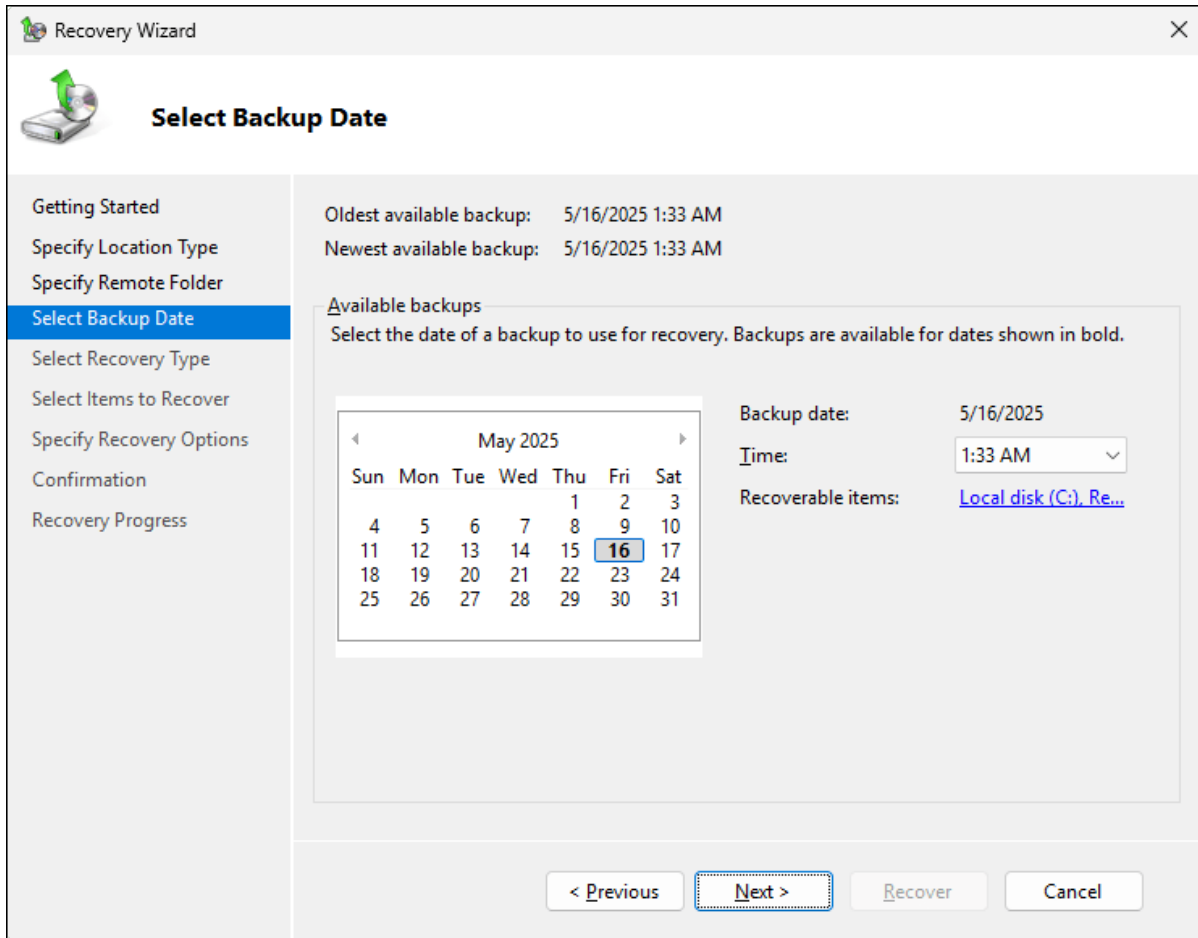 Recovery Wizard
Select Backup Date
Getting Started
Specify Location Type
Specify Remote Folder
Select Backup Date
Select Recovery Type
Select Items to Recover
Specify Recovery Options
Confirmation
Recovery Progress
Oldest available backup: 5/16/2025 1:33 AM
Newest available backup: 5/16/2025 1:33 AM
Available backups
Select the date of a backup to use for recovery. Backups are available for dates shown in bold.
May 2025
Sun Mon Tue Wed Thu Fri Sat
1 2 3
4 5 6 7 8 9 10
11 12 13 14 15 16 17
18 19 20 21 22 23 24
25 26 27 28 29 30 31
Backup date: 5/16/2025
Time: 1:33 AM
Recoverable items: Local disk (C:), Re...
< Previous Next > Recover Cancel